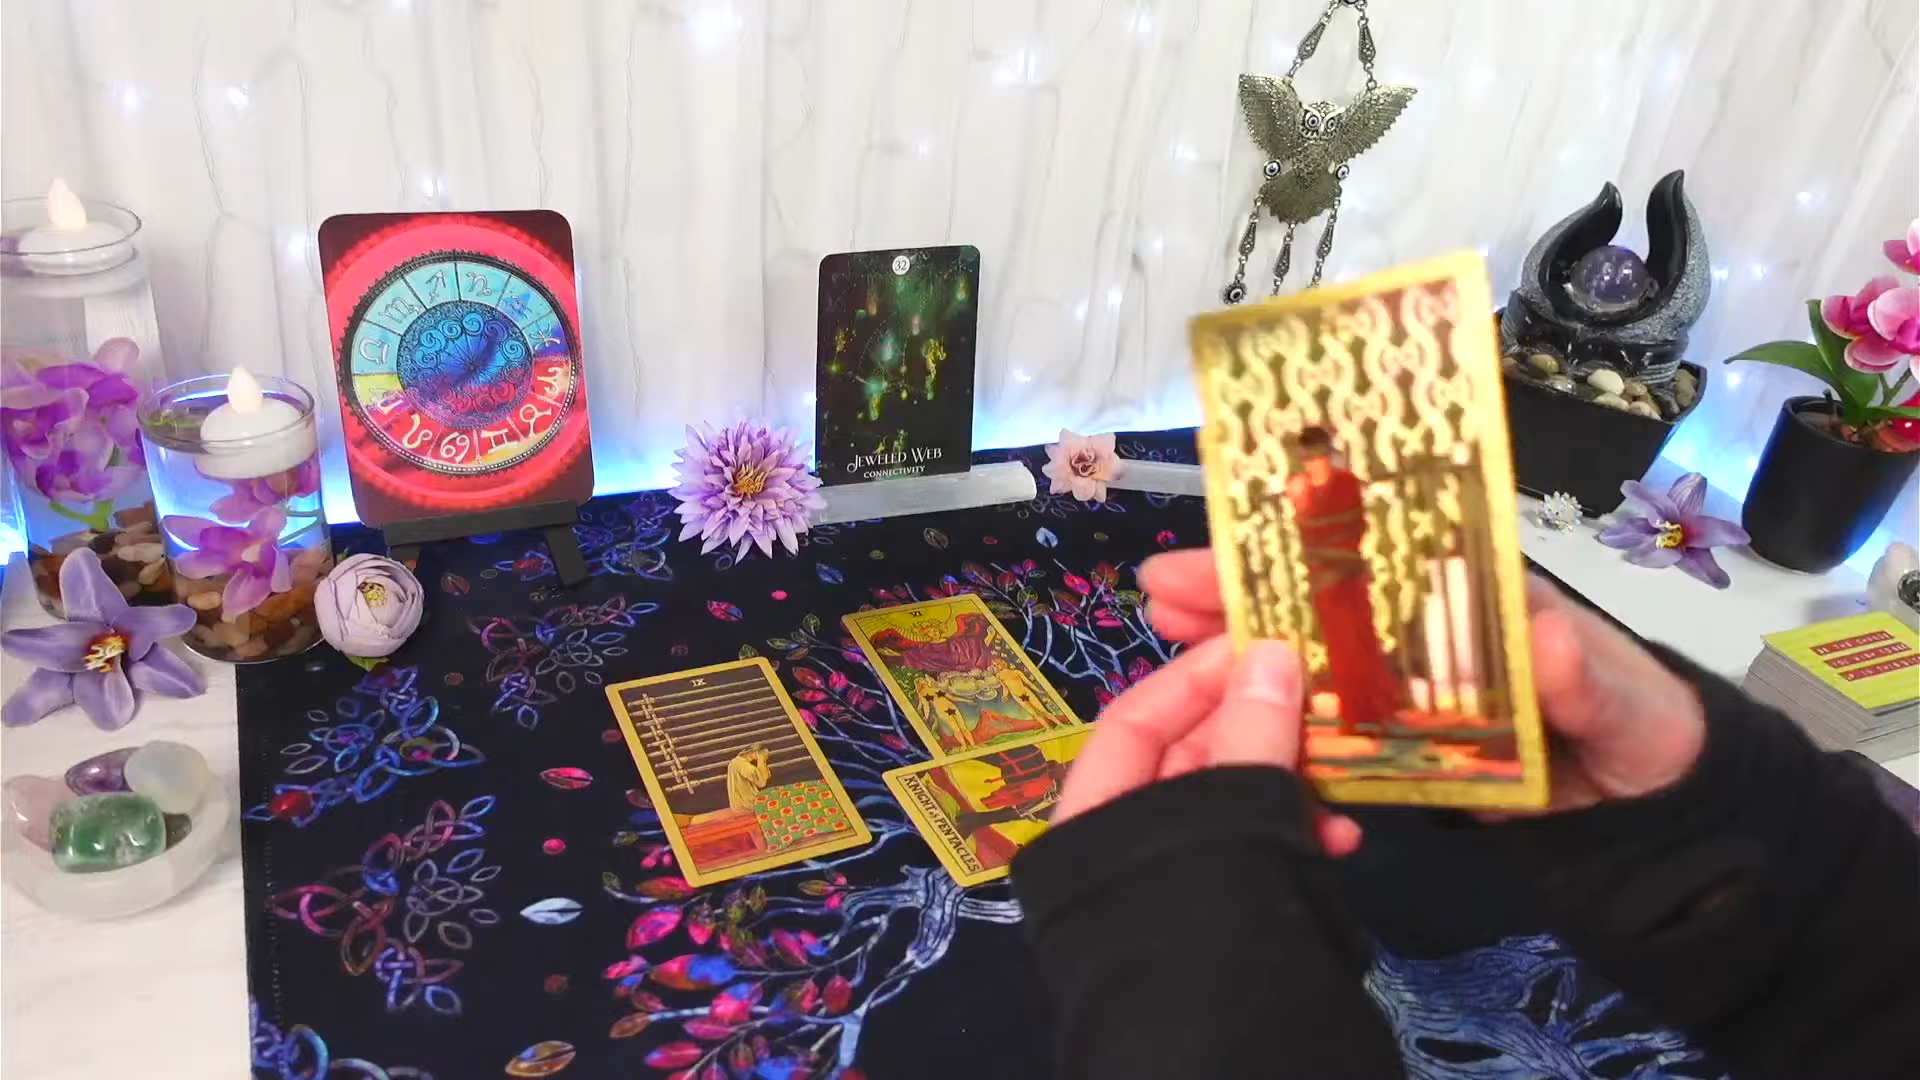 32
JEWELED WEB
CONNECTIVITY
VI
IX
KNIGHT OF PENTACLES